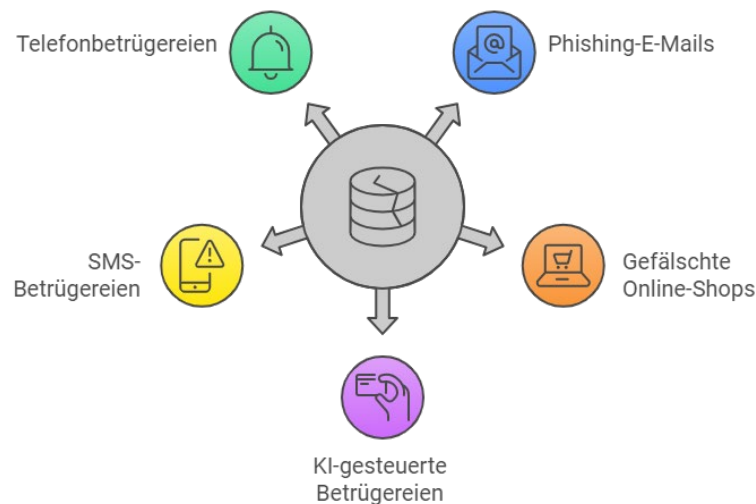 Telefonbetrügereien
Phishing-E-Mails
SMS-
Betrügereien
Gefälschte
Online-Shops
KI-gesteuerte
Betrügereien